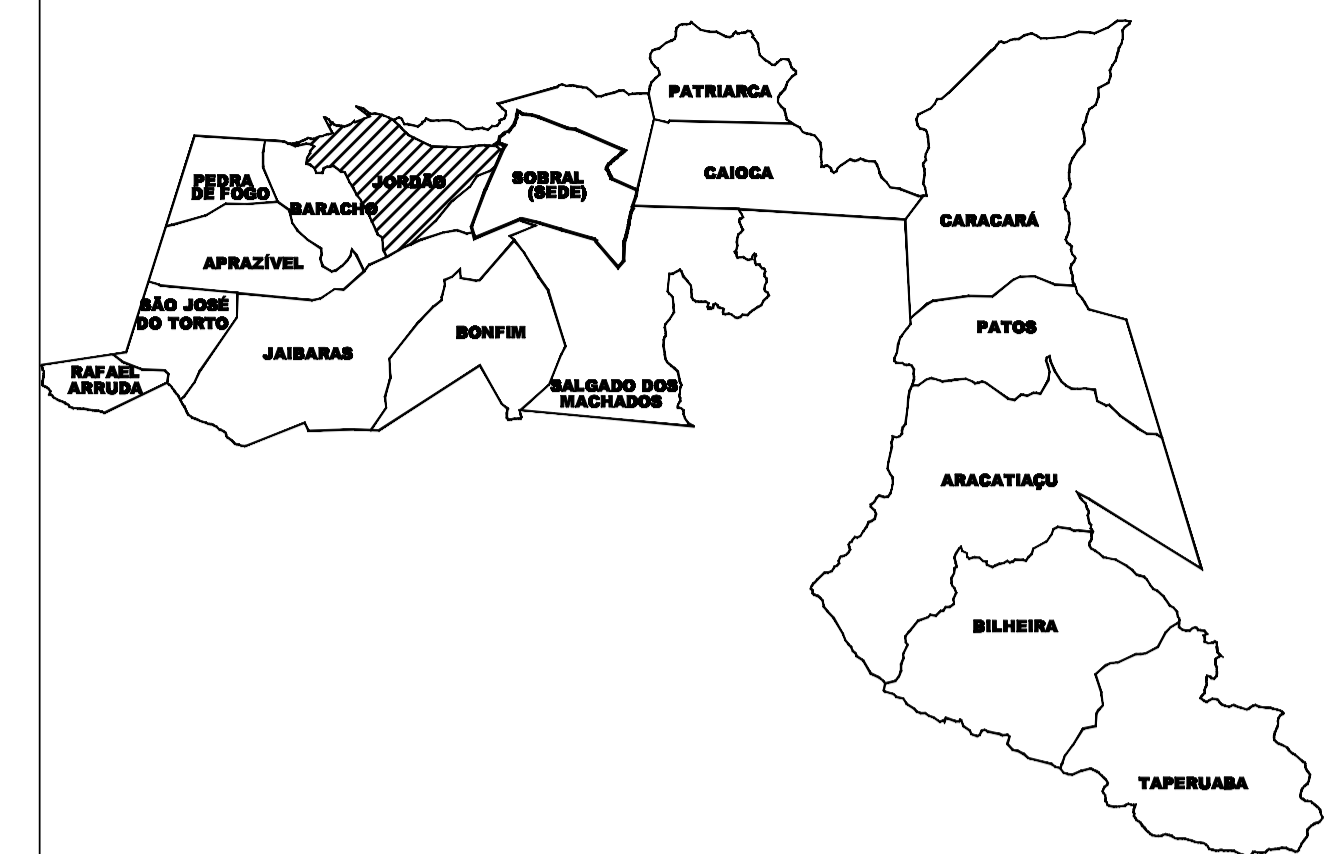 PATRIARCA
CAIOCA
PEDRA
DE FOGO
JORDÃO
SOBRAL
(SEDE)
BARACHO
CARACARÁ
APRAZÍVEL
SÃO JOSÉ
DO TORTO
PATOS
BONFIM
JAIBARAS
RAFAEL
ARRUDA
SALGADO DOS
MACHADOS
ARACATIAÇU
BILHEIRA
TAPERUABA